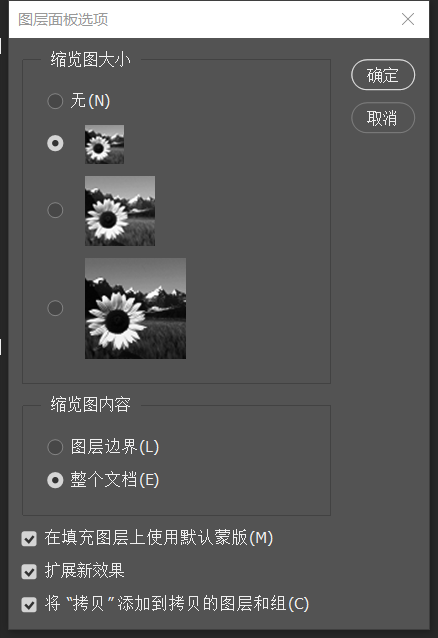 图层面板选项
缩览图大小
确定
无(N)
取消
缩览图内容
图层边界(L)
整个文档(E)
在填充图层上使用默认蒙版(M)
扩展新效果
将 “拷贝” 添加到拷贝的图层和组(C)